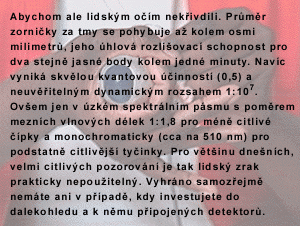 Abychom ale lidským očím nekřivdili. Průměr
zorničky za tmy se pohybuje až kolem osmi
milimetrů, jeho úhlová rozlišovací schopnost pro
dva stejně jasné body kolem jedné minuty. Navíc
vyniká skvělou kvantovou účinností (0,5) a
neuvěřitelným dynamickým rozsahem 1:10⁷.
Ovšem jen v úzkém spektrálním pásmu s poměrem
mezních vlnových délek 1:1,8 pro méně citlivé
čípky a monochromaticky (cca na 510 nm) pro
podstatně citlivější tyčinky. Pro většinu dnešních,
velmi citlivých pozorování je tak lidský zrak
prakticky nepoužitelný. Vyhráno samozřejmě
nemáte ani v případě, kdy investujete do
dalekohledu a k němu připojených detektorů.